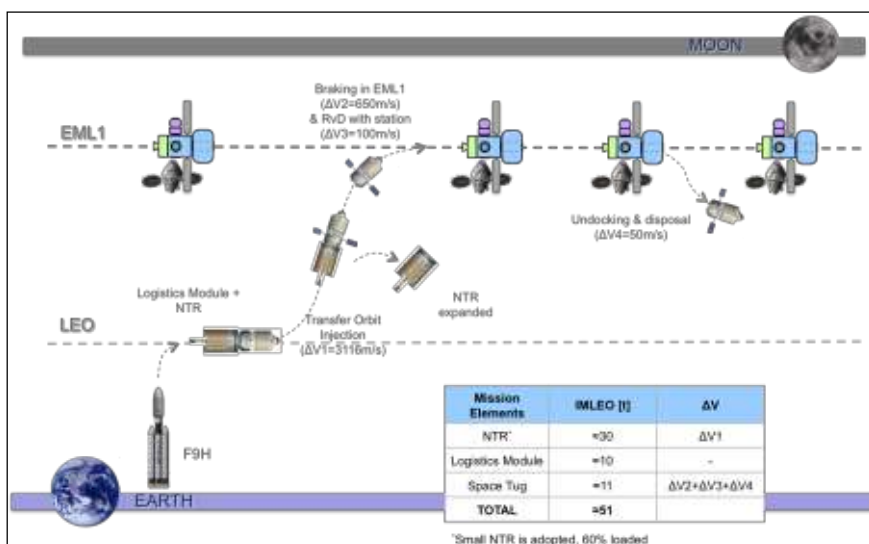 MOON
Braking in EML1
(ΔV2=650m/s)
& RvD with station
(ΔV3=100m/s)
EML1
Undocking & disposal
(ΔV4=50m/s)
Logistics Module +
NTR
NTR
expanded
LEO
Transfer Orbit
Injection
(ΔV1=3116m/s)
F9H
EARTH
Mission Elements IMLEO [t] ΔV
NTR* ≈30 ΔV1
Logistics Module ≈10 -
Space Tug ≈11 ΔV2+ΔV3+ΔV4
TOTAL ≈51
*Small NTR is adopted, 60% loaded